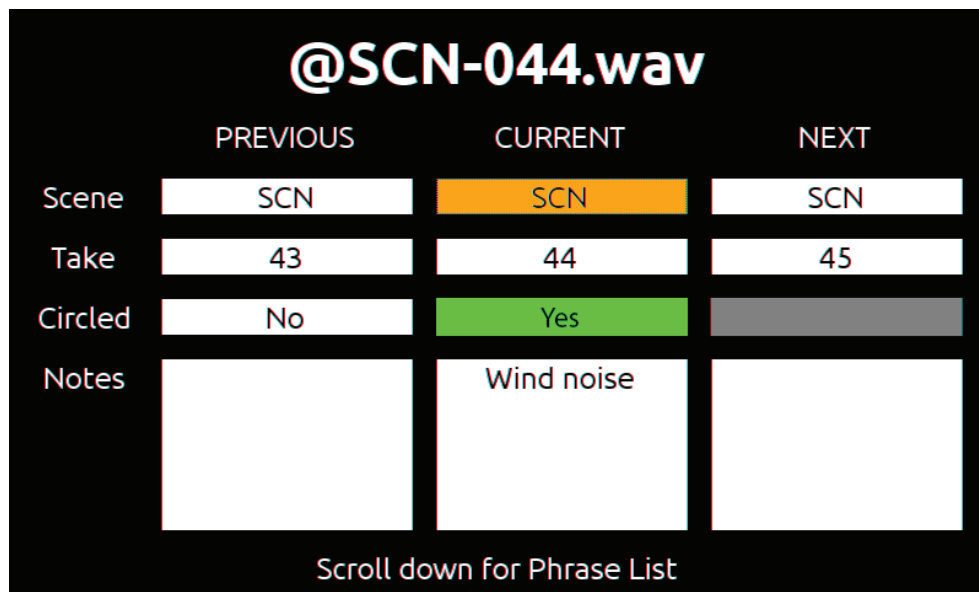 @SCN-044.wav
PREVIOUS CURRENT NEXT
Scene SCN SCN SCN
Take 43 44 45
Circled No Yes
Notes Wind noise
Scroll down for Phrase List